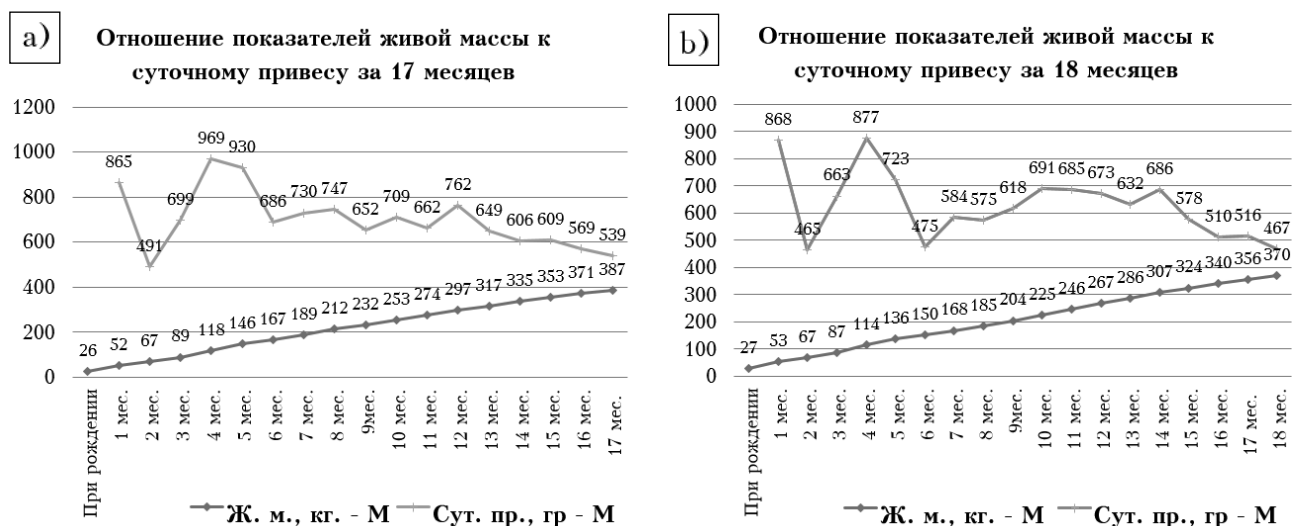 a)
Отношение показателей живой массы к
суточному привесу за 17 месяцев
1200
1000
800
600
400
200
0
865
491
699
969
930
686
730
747
652
709
662
762
649
606
609
569
539
26
52
67
89
118
146
167
189
212
232
253
274
297
317
335
353
371
387
При рождении
1 мес.
2 мес.
3 мес.
4 мес.
5 мес.
6 мес.
7 мес.
8 мес.
9мес.
10 мес.
11 мес.
12 мес.
13 мес.
14 мес.
15 мес.
16 мес.
17 мес.
Ж. м., кг. - М
Сут. пр., гр - М
b)
Отношение показателей живой массы к
суточному привесу за 18 месяцев
1000
900
800
700
600
500
400
300
200
100
0
868
465
663
877
723
475
584
575
618
691
685
673
632
686
578
510
516
467
27
53
67
87
114
136
150
168
185
204
225
246
267
286
307
324
340
356
370
При рождении
1 мес.
2 мес.
3 мес.
4 мес.
5 мес.
6 мес.
7 мес.
8 мес.
9мес.
10 мес.
11 мес.
12 мес.
13 мес.
14 мес.
15 мес.
16 мес.
17 мес.
18 мес.
Ж. м., кг. - М
Сут. пр., гр - М